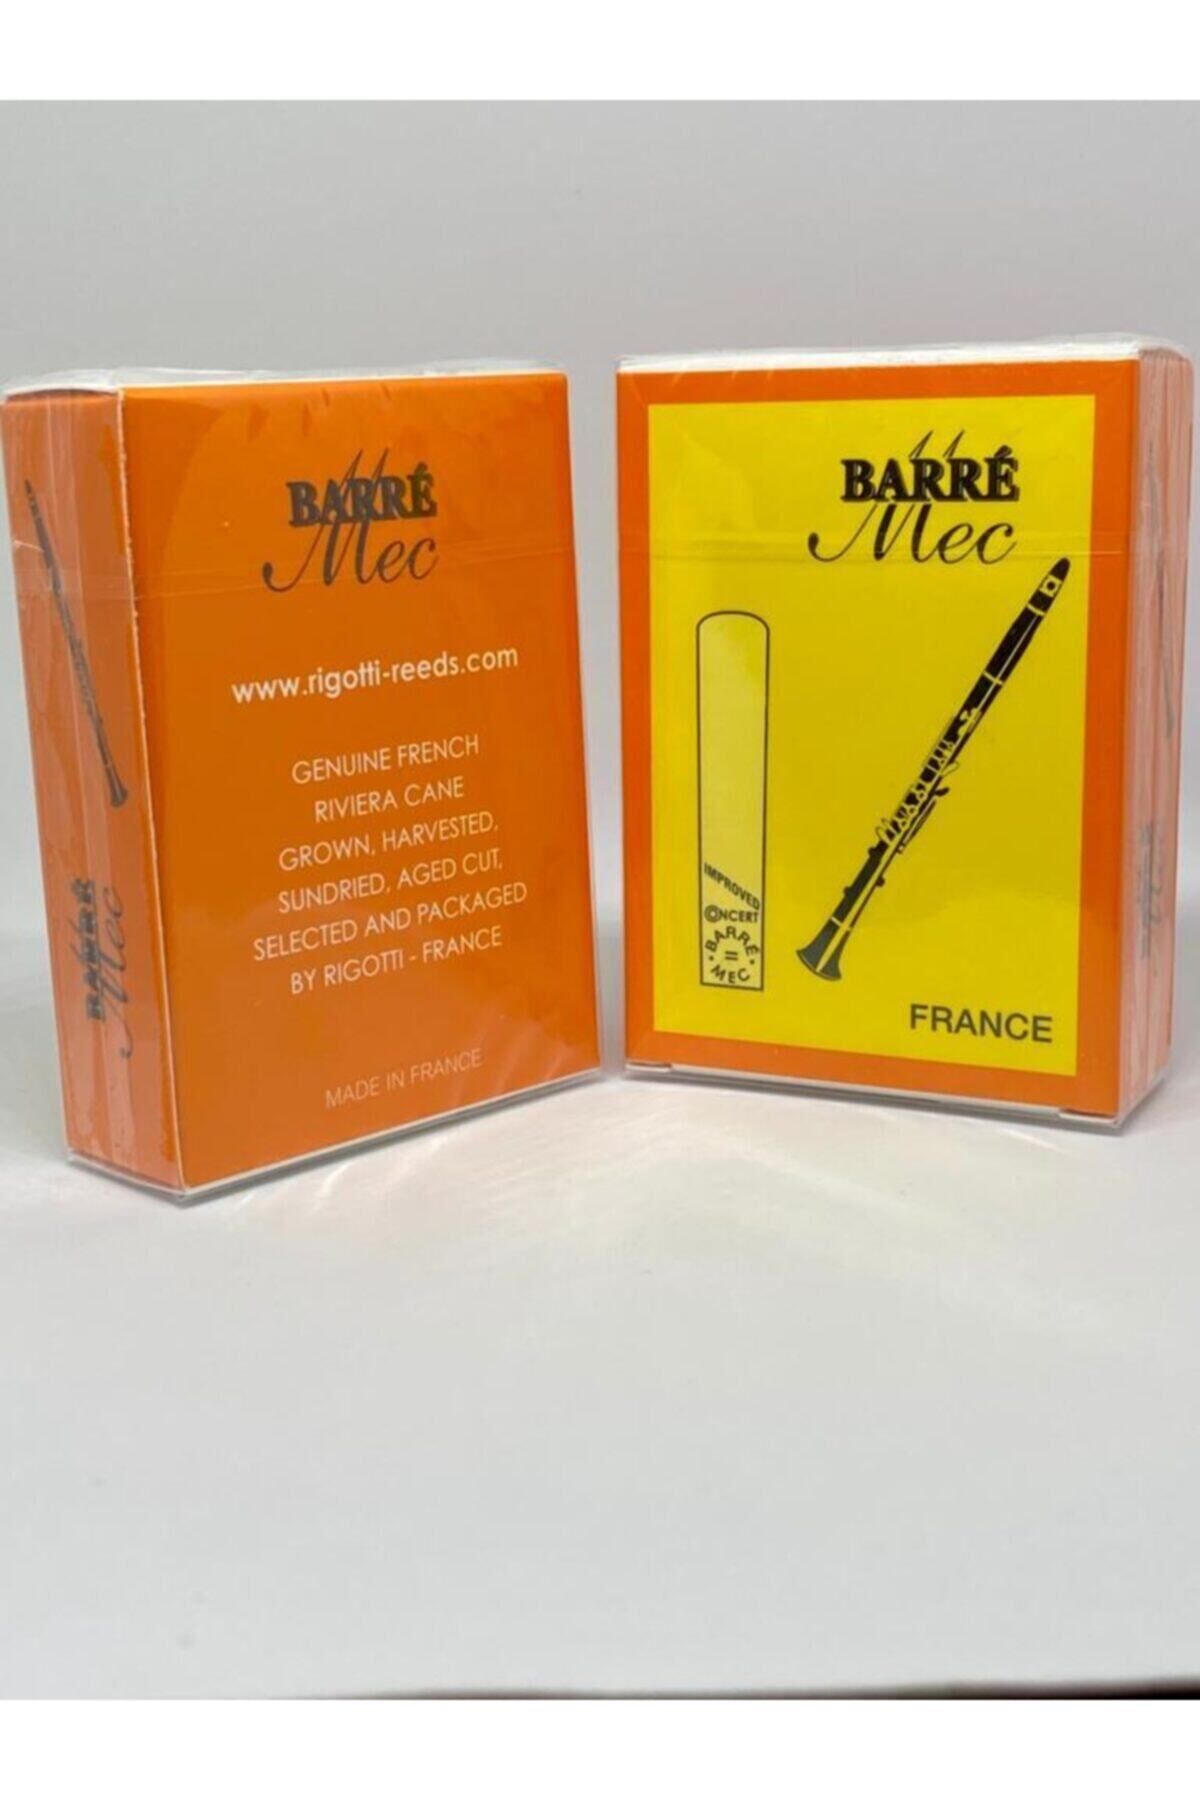 BARRÉ
Mec
www.rigotti-reeds.com
GENUINE FRENCH
RIVIERA CANE
GROWN, HARVESTED,
SUNDRIED, AGED CUT,
SELECTED AND PACKAGED
BY RIGOTTI - FRANCE
MADE IN FRANCE
BARRÉ
Mec
BARRÉ
Mec
IMPROVED
CONCERT
BARRÉ
=
MEC
FRANCE